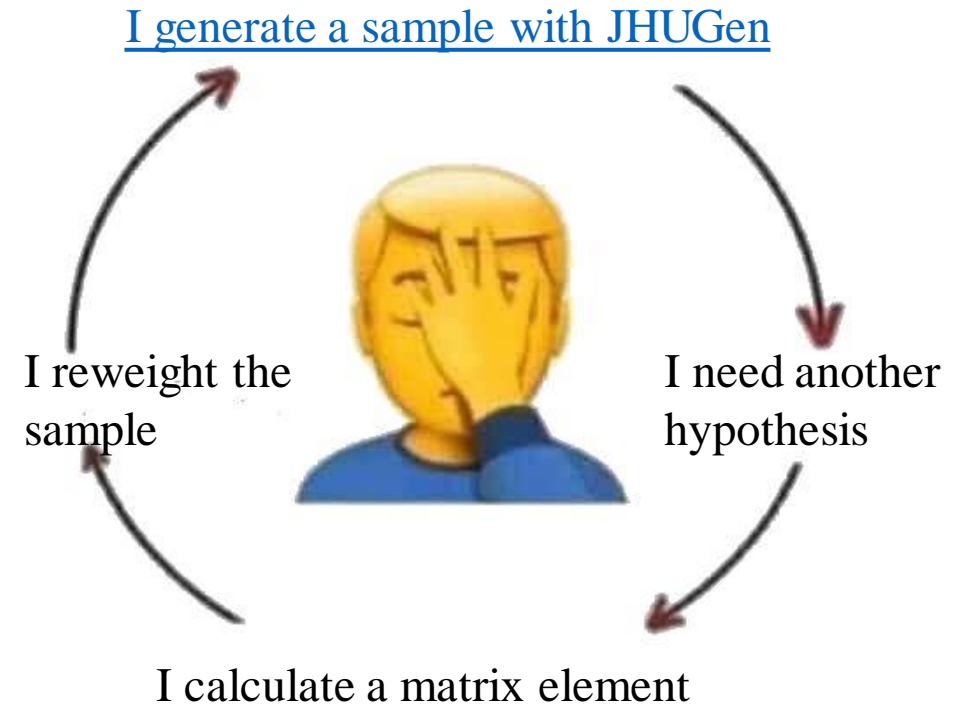 I generate a sample with JHUGen
I need another
hypothesis
I calculate a matrix element
I reweight the
sample